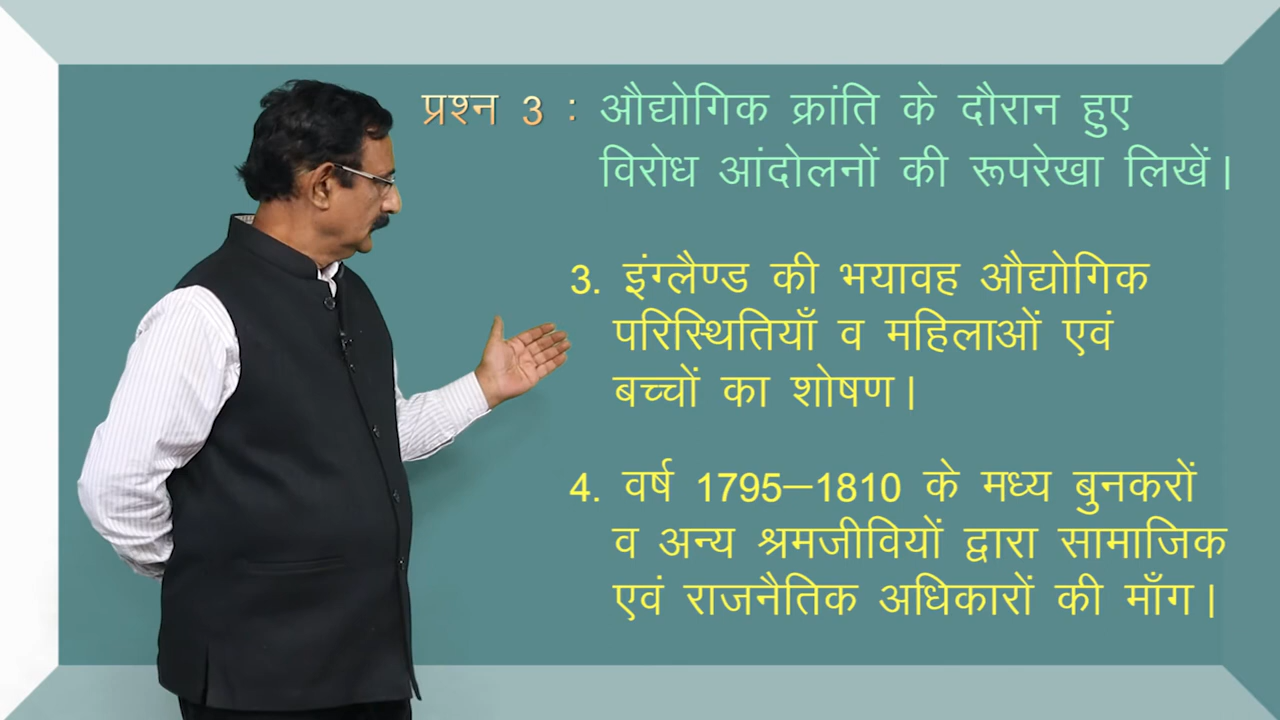 प्रश्न 3 : औद्योगिक क्रांति के दौरान हुए
विरोध आंदोलनों की रूपरेखा लिखें।
3. इंग्लैण्ड की भयावह औद्योगिक
परिस्थितियाँ व महिलाओं एवं
बच्चों का शोषण।
4. वर्ष 1795–1810 के मध्य बुनकरों
व अन्य श्रमजीवियों द्वारा सामाजिक
एवं राजनैतिक अधिकारों की माँग।